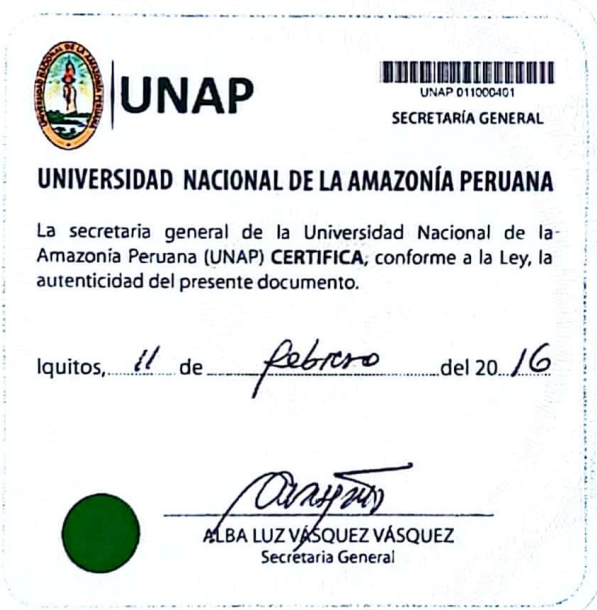 UNAP
UNAP 011000401
SECRETARÍA GENERAL
UNIVERSIDAD NACIONAL DE LA AMAZONÍA PERUANA
La secretaria general de la Universidad Nacional de la
Amazonía Peruana (UNAP) CERTIFICA, conforme a la Ley, la
autenticidad del presente documento.
Iquitos, 11 de febrero del 2016
ALBA LUZ VÁSQUEZ VÁSQUEZ
Secretaria General